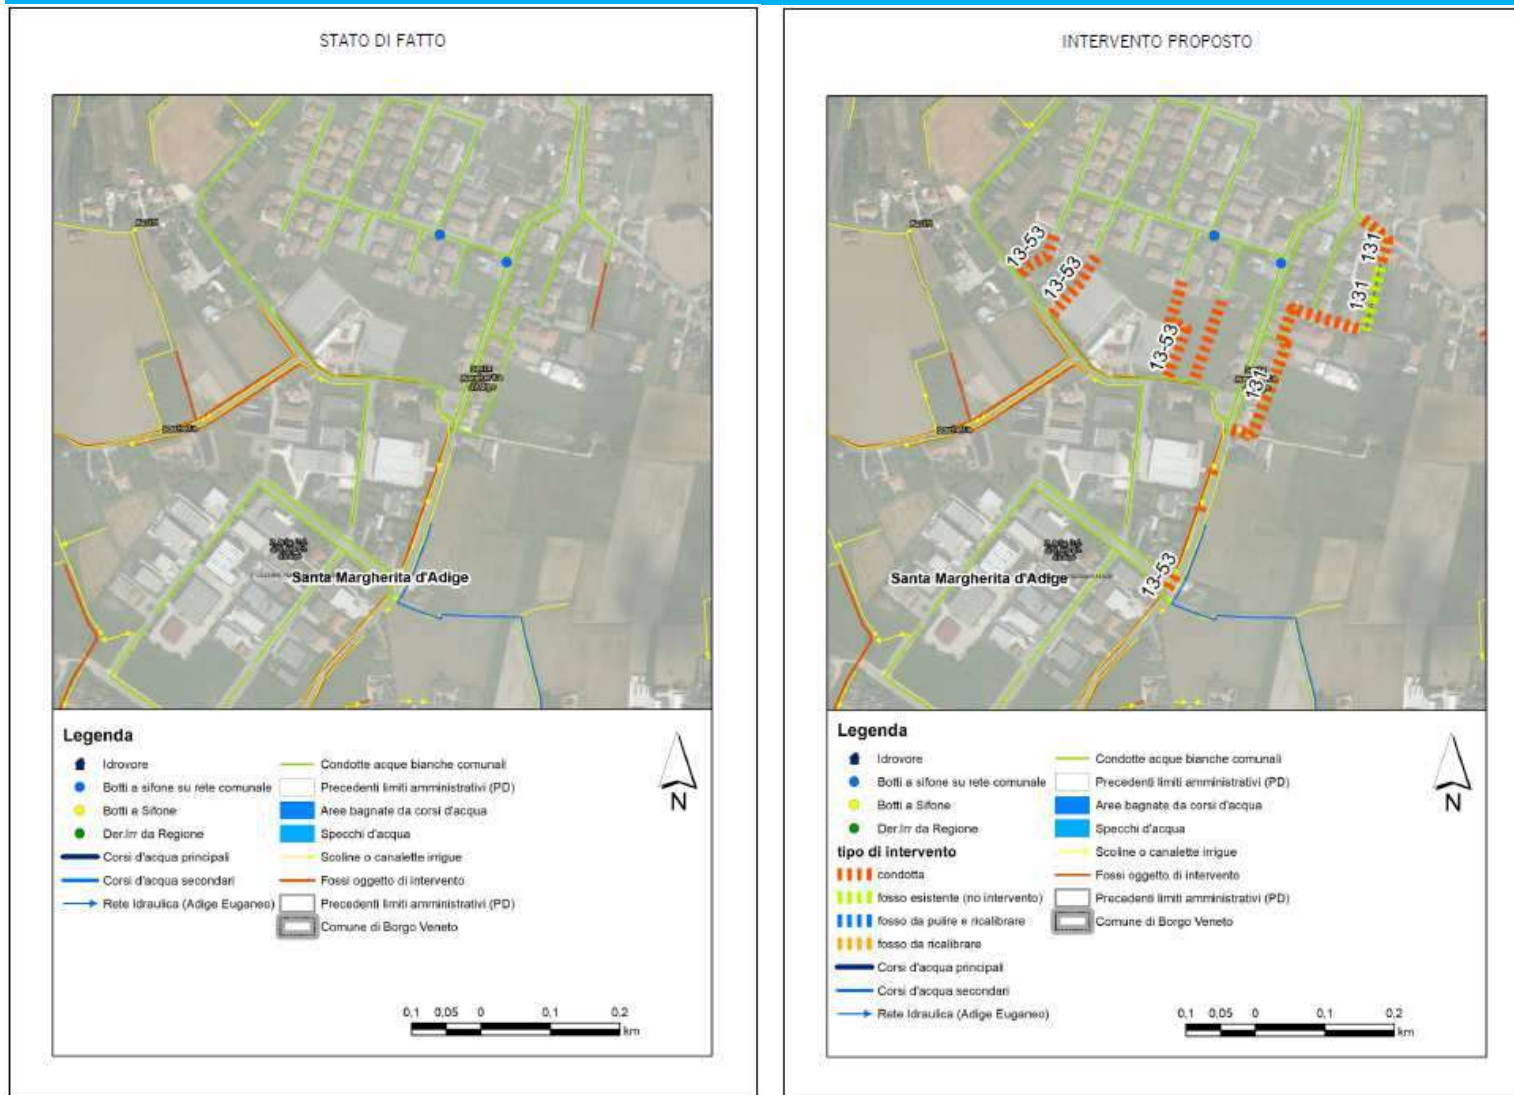 STATO DI FATTO
Santa Margherita d'Adige
Legenda
Idrovore
Botti a sifone su rete comunale
Botti a Sifone
Der.Irr da Regione
Corsi d'acqua principali
Corsi d'acqua secondari
Rete Idraulica (Adige Euganeo)
Condotte acque bianche comunali
Precedenti limiti amministrativi (PD)
Aree bagnate da corsi d'acqua
Specchi d'acqua
Scoline o canalette irrigue
Fossi oggetto di intervento
Precedenti limiti amministrativi (PD)
Comune di Borgo Veneto
N
0,1 0,05 0 0,1 0,2
km
INTERVENTO PROPOSTO
13-53
13-53
13-53
131
131
131
13-53
Santa Margherita d'Adige
Legenda
Idrovore
Botti a sifone su rete comunale
Botti a Sifone
Der.Irr da Regione
tipo di intervento
condotta
fosso esistente (no intervento)
fosso da pulire e ricalibrare
fosso da ricalibrare
Corsi d'acqua principali
Corsi d'acqua secondari
Rete Idraulica (Adige Euganeo)
Condotte acque bianche comunali
Precedenti limiti amministrativi (PD)
Aree bagnate da corsi d'acqua
Specchi d'acqua
Scoline o canalette irrigue
Fossi oggetto di intervento
Precedenti limiti amministrativi (PD)
Comune di Borgo Veneto
N
0,1 0,05 0 0,1 0,2
km